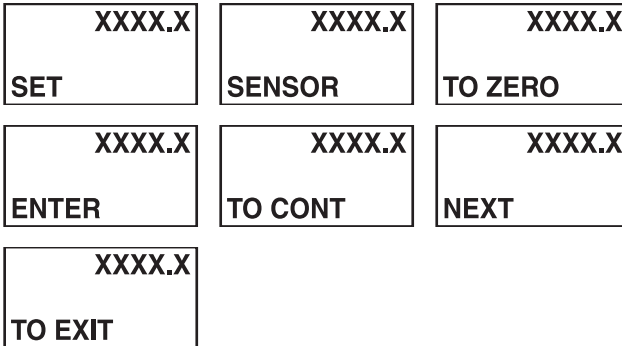 XXXX.X XXXX.X XXXX.X
SET SENSOR TO ZERO
XXXX.X XXXX.X XXXX.X
ENTER TO CONT NEXT
XXXX.X
TO EXIT